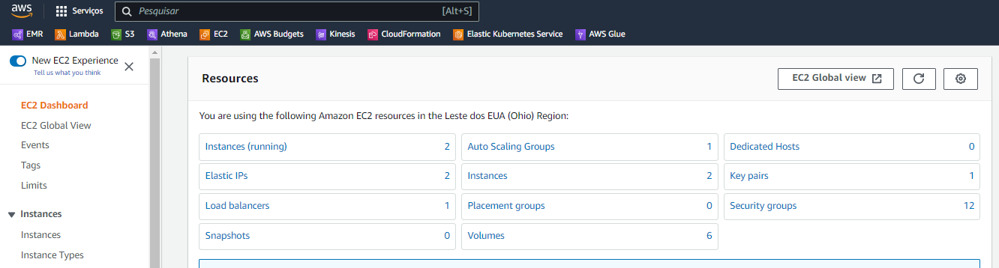 aws
Serviços
Pesquisar [Alt+S]
EMR Lambda S3 Athena EC2 AWS Budgets Kinesis CloudFormation Elastic Kubernetes Service AWS Glue
New EC2 Experience
Tell us what you think
EC2 Dashboard
EC2 Global View
Events
Tags
Limits
Instances
Instances
Instance Types
Resources
EC2 Global view
You are using the following Amazon EC2 resources in the Leste dos EUA (Ohio) Region:
Instances (running) 2 Auto Scaling Groups 1 Dedicated Hosts 0
Elastic IPs 2 Instances 2 Key pairs 1
Load balancers 1 Placement groups 0 Security groups 12
Snapshots 0 Volumes 6